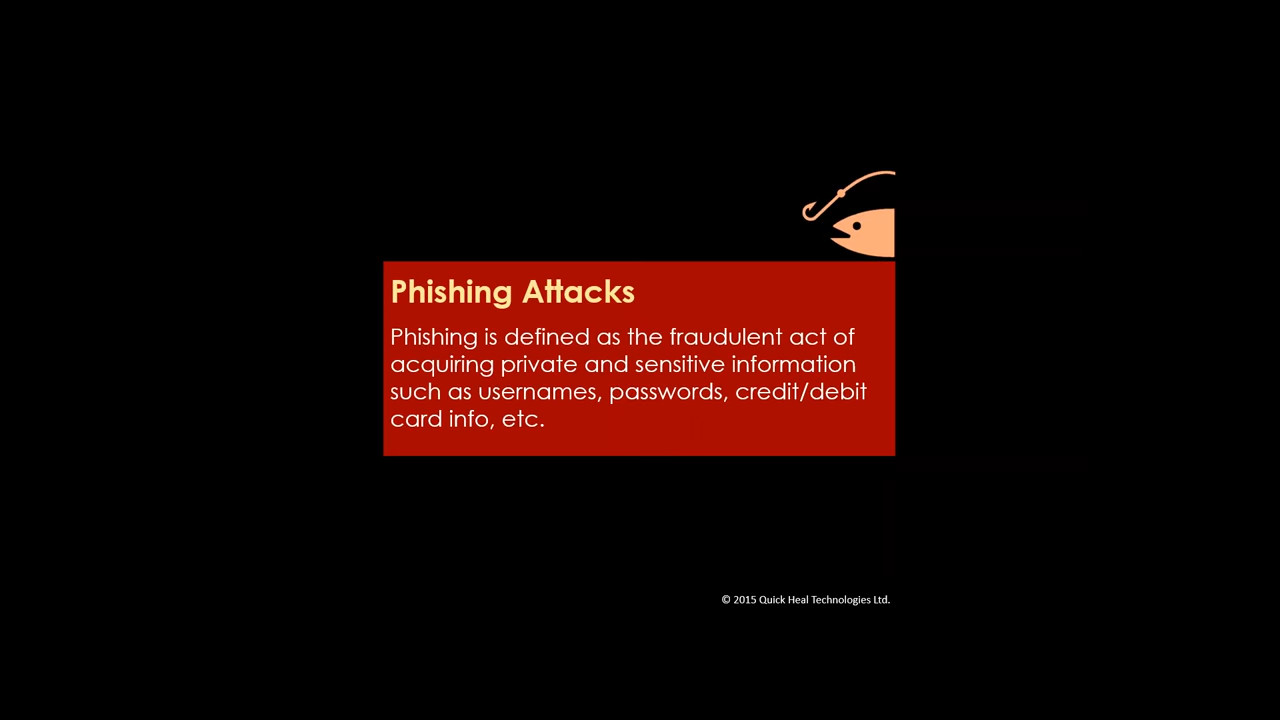 Phishing Attacks
Phishing is defined as the fraudulent act of
acquiring private and sensitive information
such as usernames, passwords, credit/debit
card info, etc.
© 2015 Quick Heal Technologies Ltd.